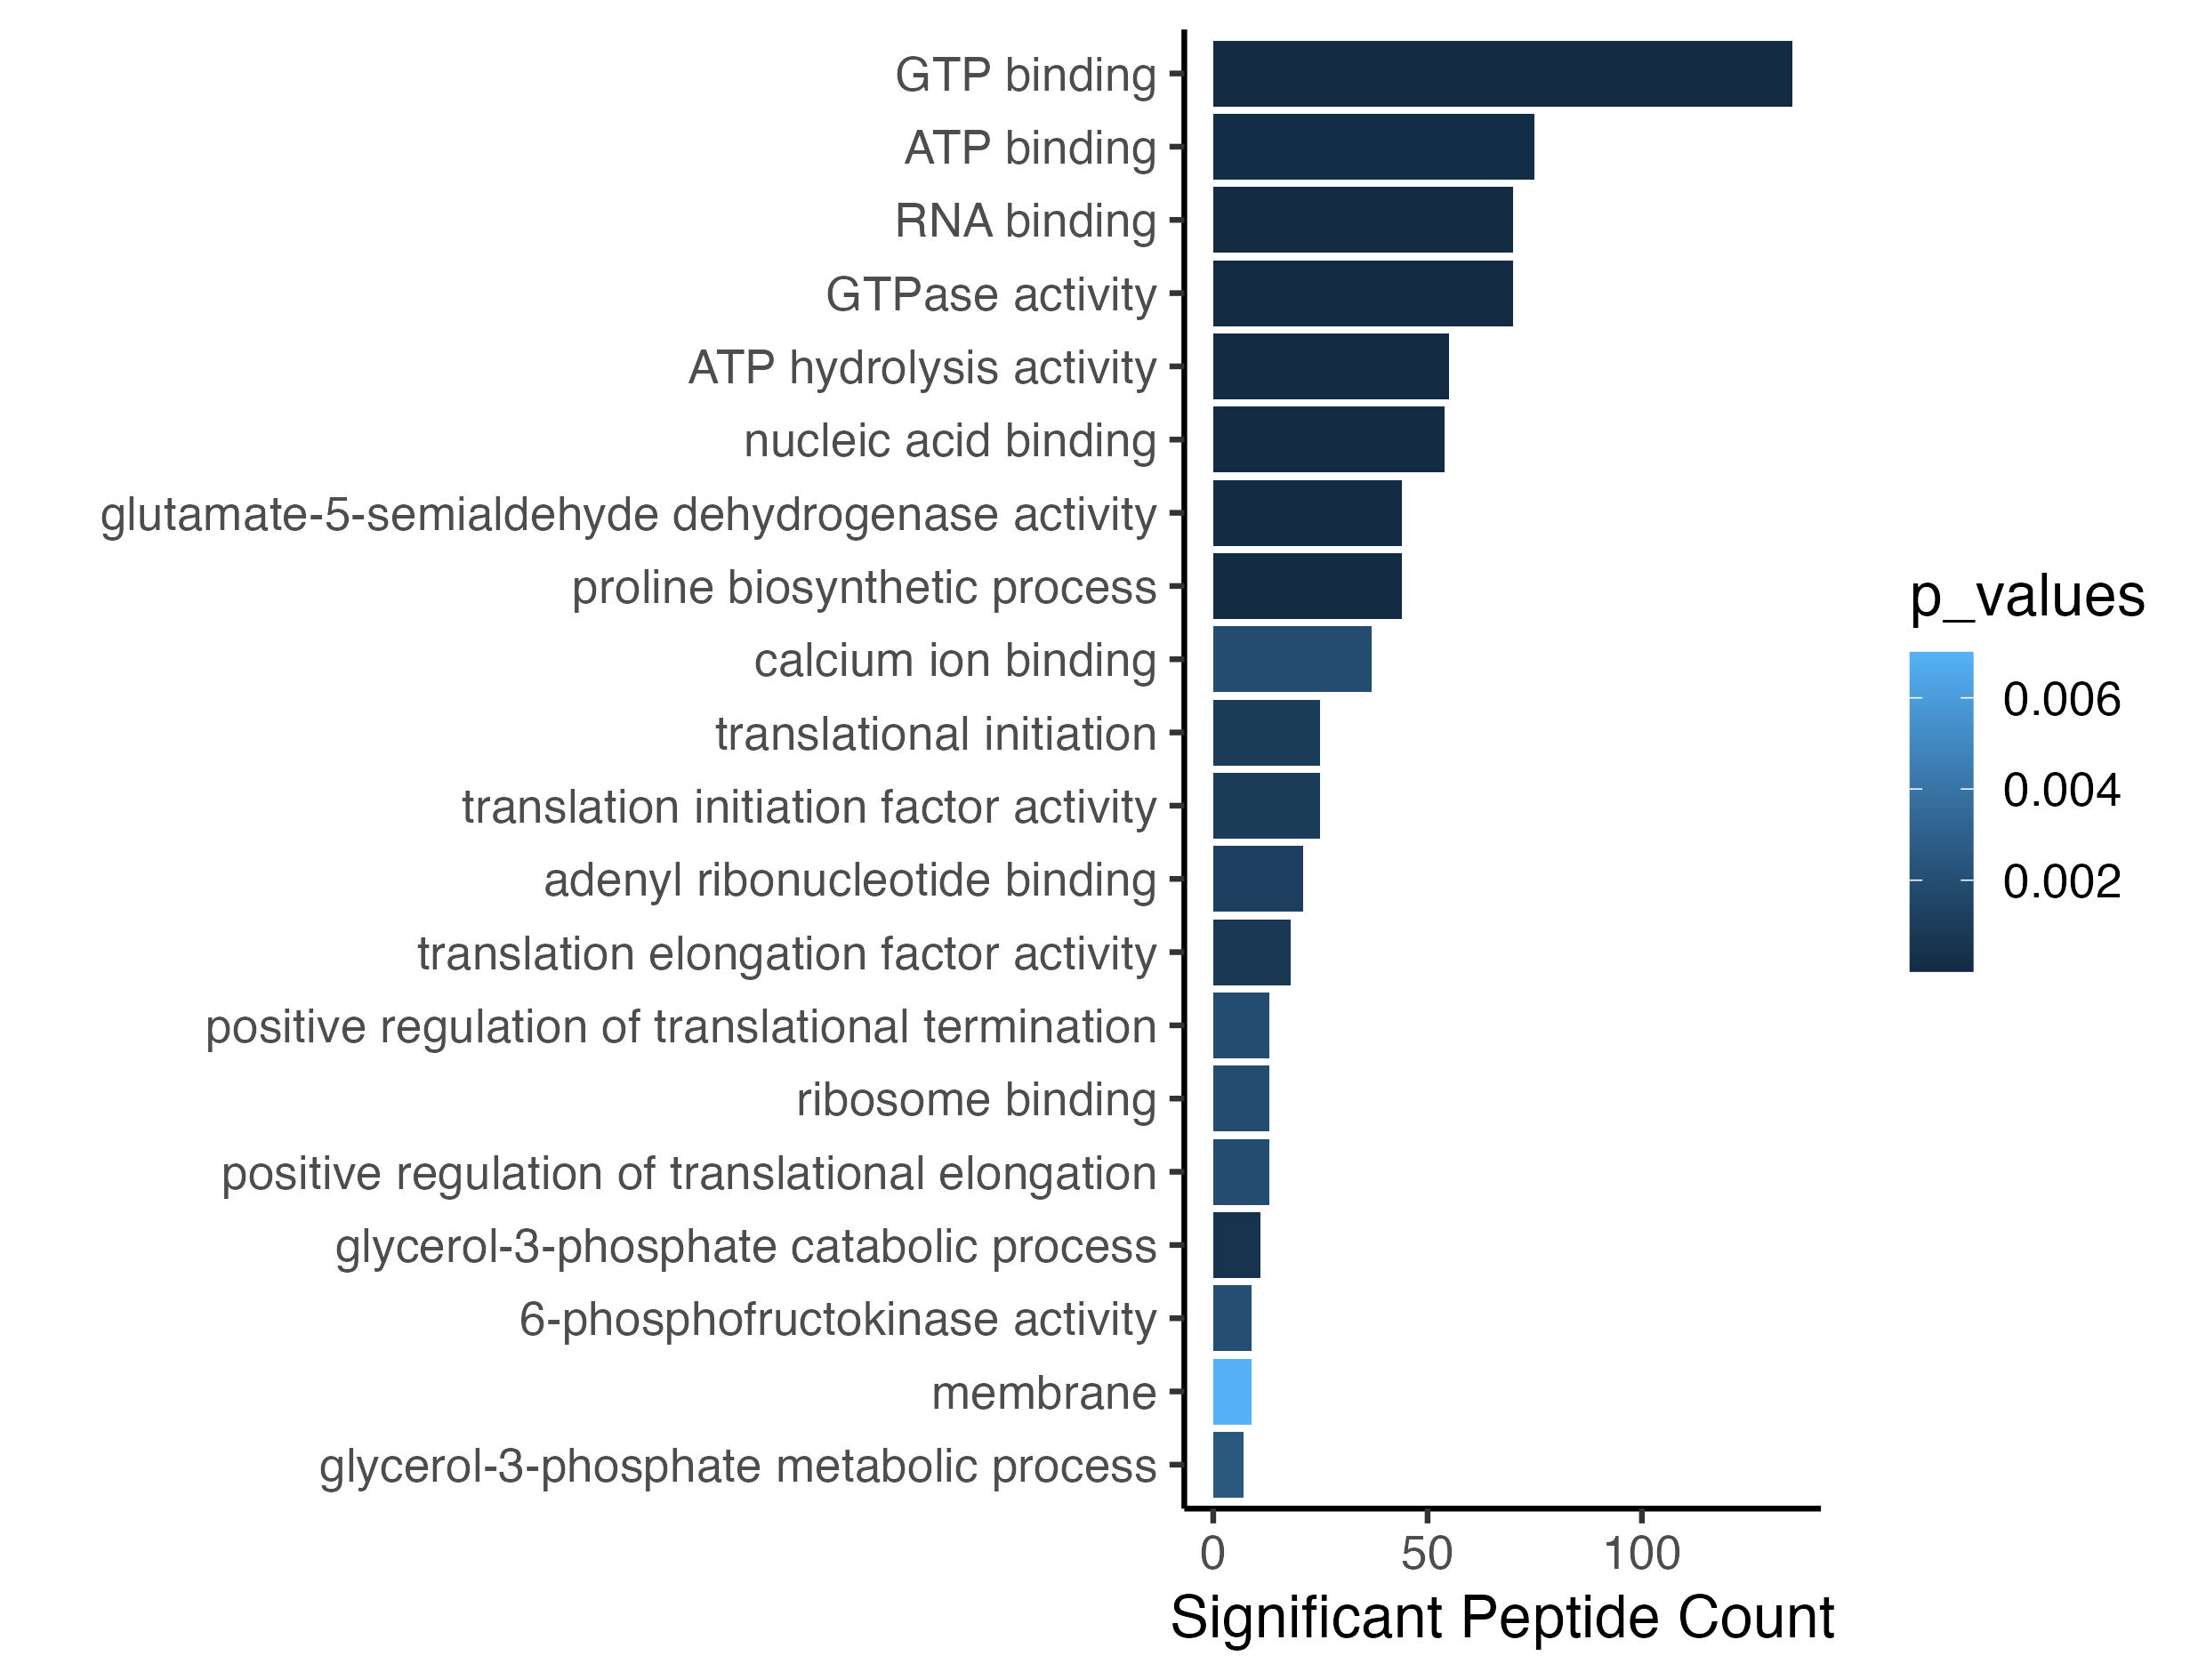 GTP binding
ATP binding
RNA binding
GTPase activity
ATP hydrolysis activity
nucleic acid binding
glutamate-5-semialdehyde dehydrogenase activity
proline biosynthetic process
calcium ion binding
translational initiation
translation initiation factor activity
adenyl ribonucleotide binding
translation elongation factor activity
positive regulation of translational termination
ribosome binding
positive regulation of translational elongation
glycerol-3-phosphate catabolic process
6-phosphofructokinase activity
membrane
glycerol-3-phosphate metabolic process
0 50 100
Significant Peptide Count
p_values
0.006
0.004
0.002